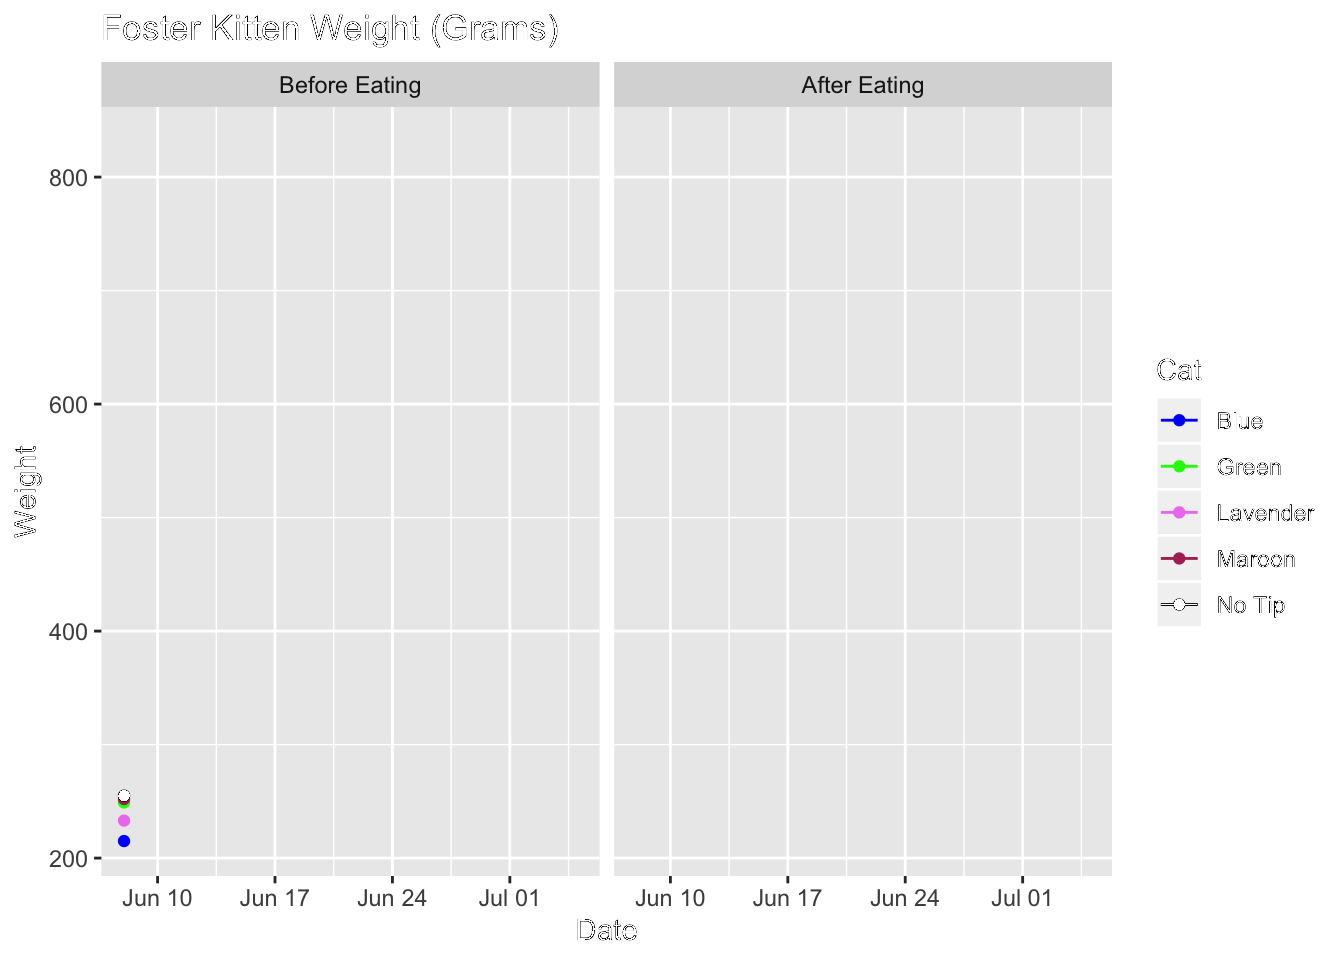 Foster Kitten Weight (Grams)
Before Eating
After Eating
800
600
400
200
Weight
Jun 10 Jun 17 Jun 24 Jul 01
Jun 10 Jun 17 Jun 24 Jul 01
Date
Cat
Blue
Green
Lavender
Maroon
No Tip